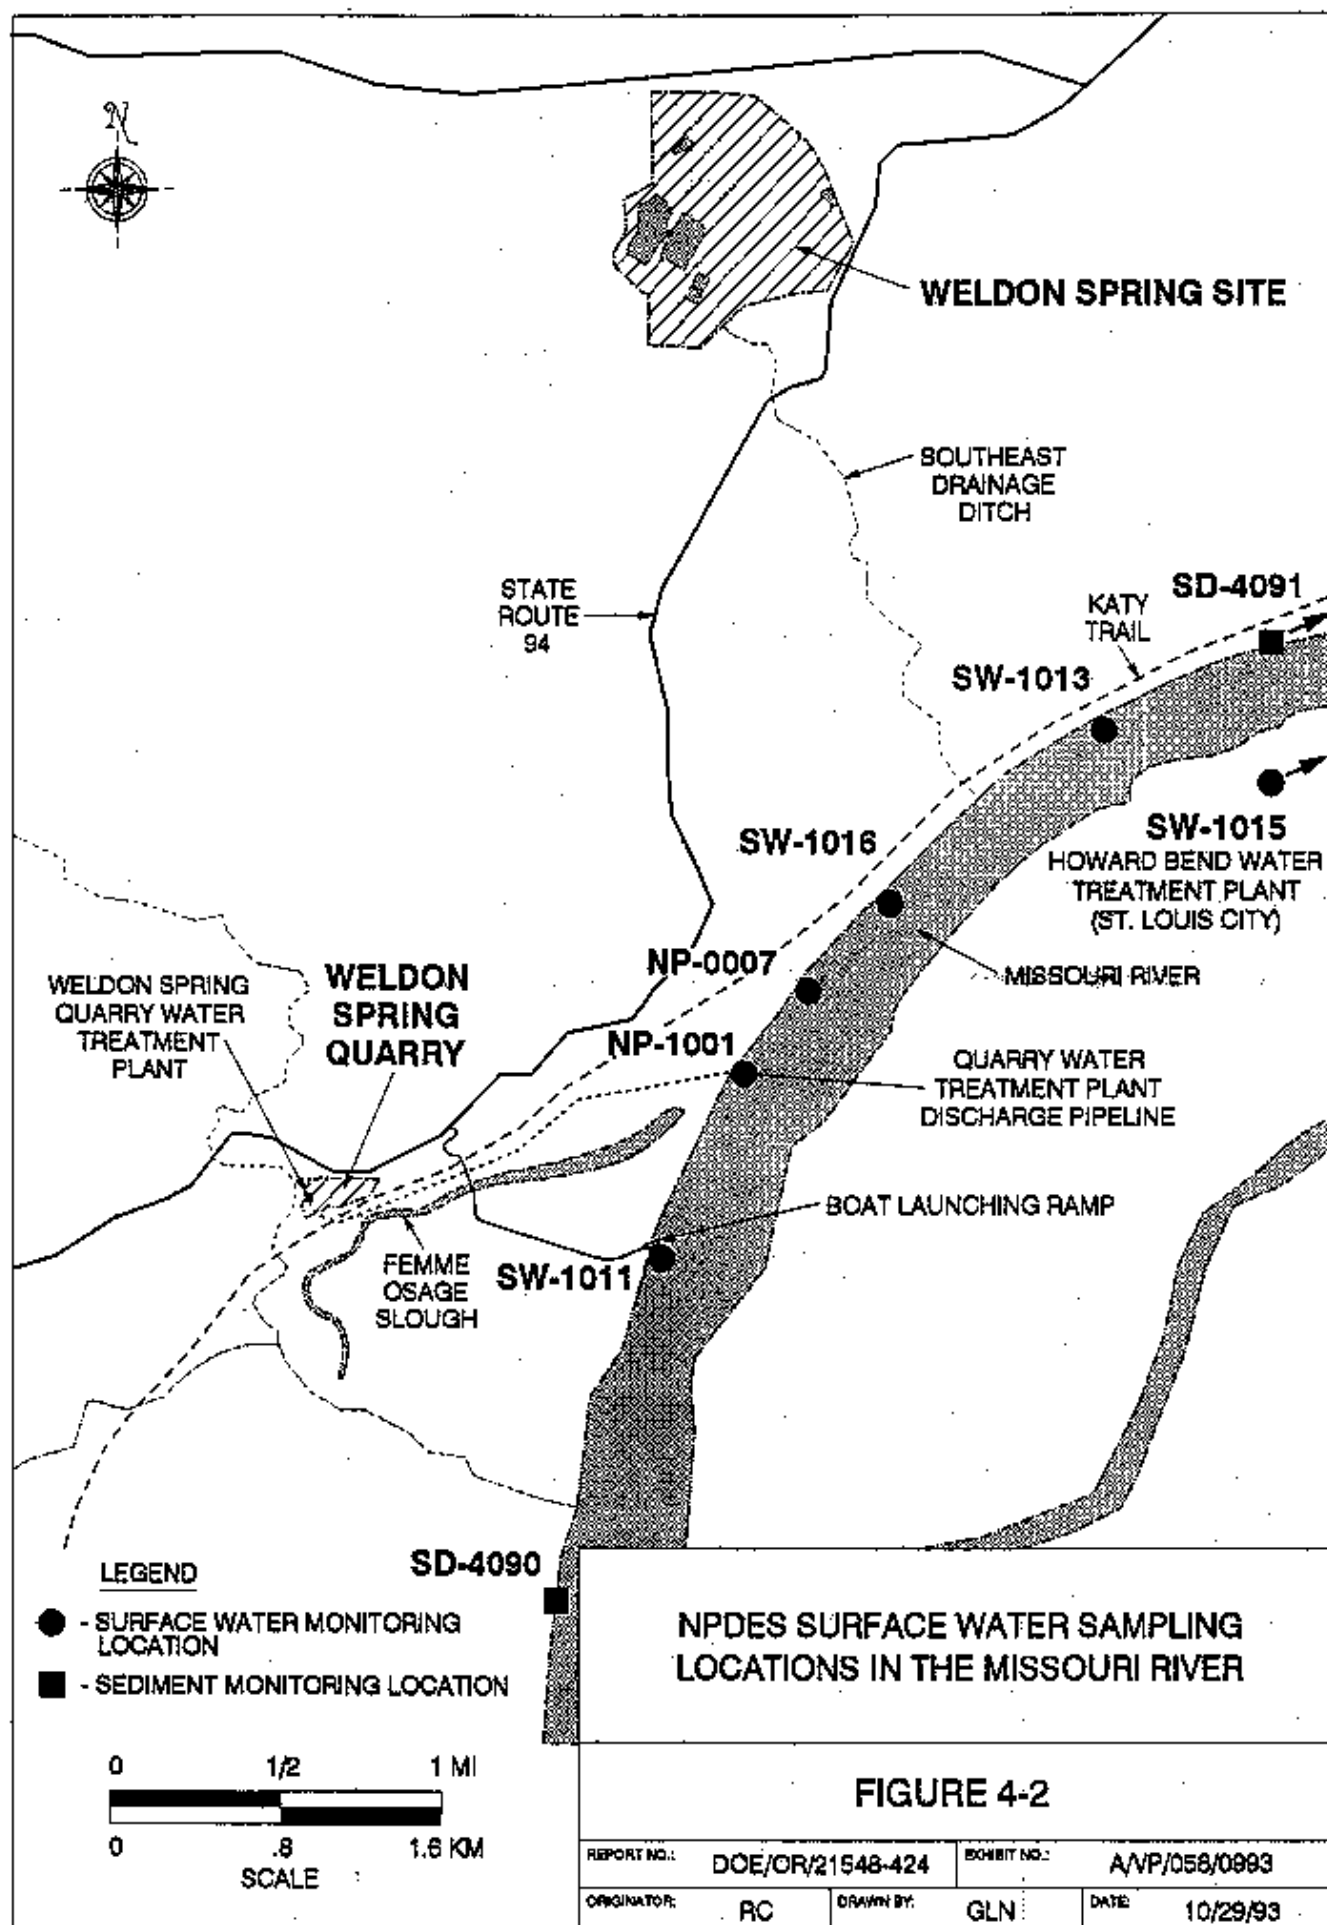 N
WELDON SPRING SITE
SOUTHEAST
DRAINAGE
DITCH
STATE
ROUTE
94
SD-4091
KATY
TRAIL
SW-1013
SW-1015
HOWARD BEND WATER
TREATMENT PLANT
(ST. LOUIS CITY)
SW-1016
MISSOURI RIVER
NP-0007
NP-1001
WELDON SPRING
QUARRY WATER
TREATMENT
PLANT
WELDON
SPRING
QUARRY
QUARRY WATER
TREATMENT PLANT
DISCHARGE PIPELINE
BOAT LAUNCHING RAMP
SW-1011
FEMME
OSAGE
SLOUGH
SD-4090
LEGEND
- SURFACE WATER MONITORING
LOCATION
- SEDIMENT MONITORING LOCATION
0 1/2 1 MI
0 .8 1.6 KM
SCALE
NPDES SURFACE WATER SAMPLING
LOCATIONS IN THE MISSOURI RIVER
FIGURE 4-2
REPORT NO.: DOE/OR/21548-424 EXHIBIT NO.: A/VP/058/0993
ORIGINATOR: RC DRAWN BY: GLN DATE: 10/29/93